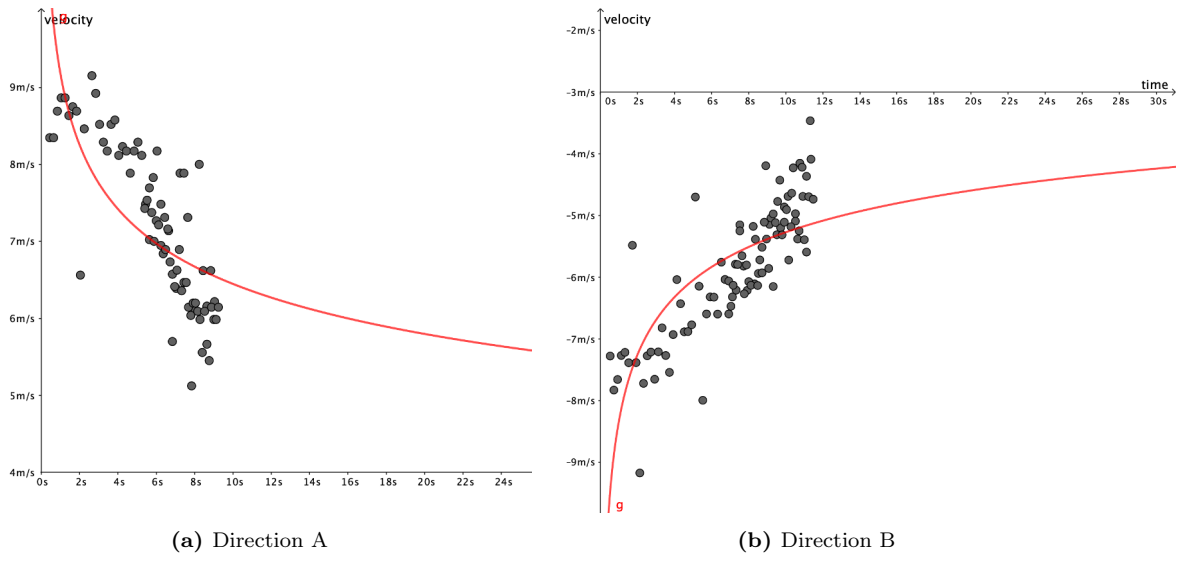 velocity
g
9m/s
8m/s
7m/s
6m/s
5m/s
4m/s
0s 2s 4s 6s 8s 10s 12s 14s 16s 18s 20s 22s 24s
(a) Direction A
velocity
-2m/s
time
-3m/s
0s 2s 4s 6s 8s 10s 12s 14s 16s 18s 20s 22s 24s 26s 28s 30s
-4m/s
-5m/s
-6m/s
-7m/s
-8m/s
-9m/s
g
(b) Direction B